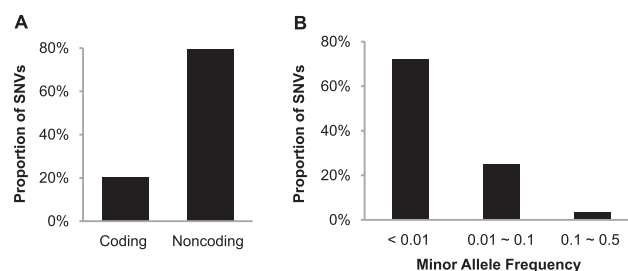 A
Proportion of SNVs
80%
60%
40%
20%
0%
Coding
Noncoding
B
Proportion of SNVs
80%
60%
40%
20%
0%
< 0.01
0.01 ~ 0.1
0.1 ~ 0.5
Minor Allele Frequency